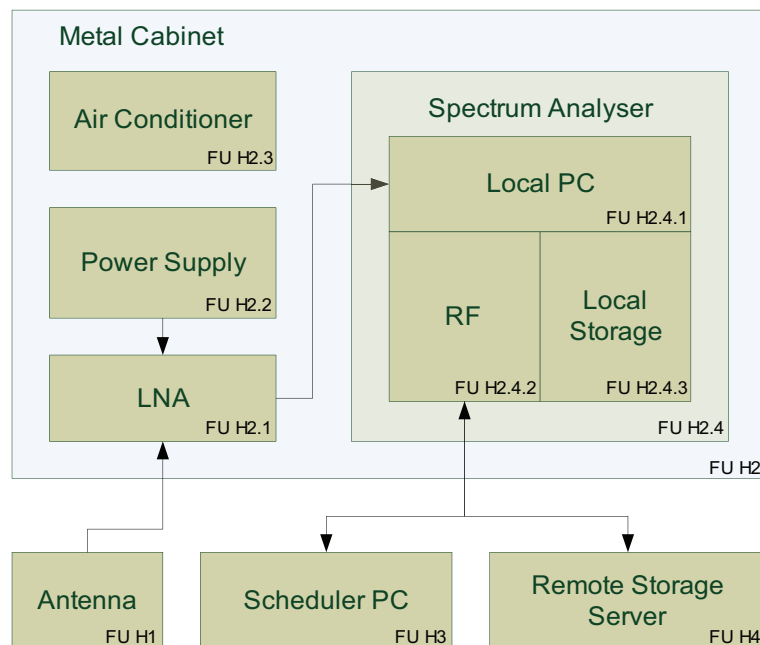 Metal Cabinet
Air Conditioner
FU H2.3
Spectrum Analyser
Local PC
FU H2.4.1
Power Supply
FU H2.2
RF
FU H2.4.2
Local
Storage
FU H2.4.3
LNA
FU H2.1
FU H2.4
FU H2
Antenna
FU H1
Scheduler PC
FU H3
Remote Storage
Server
FU H4